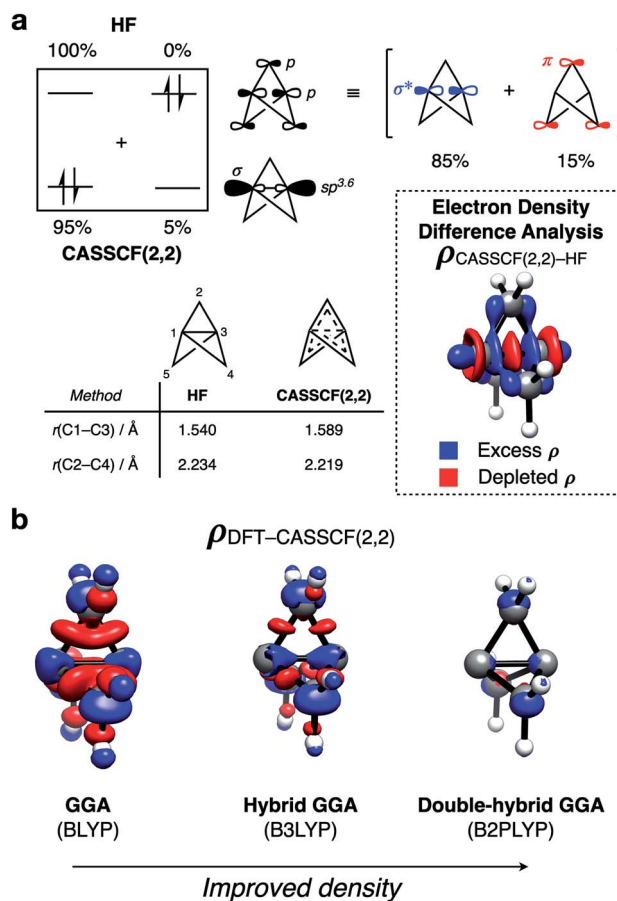 a
HF
100% 0%
+
95% 5%
CASSCF(2,2)
p
p
σ
sp3.6
≡
σ*
+
π
85% 15%
Electron Density
Difference Analysis
ρCASSCF(2,2)–HF
Excess ρ
Depleted ρ
2
1 3
5 4
Method HF CASSCF(2,2)
r(C1–C3) / Å 1.540 1.589
r(C2–C4) / Å 2.234 2.219
b
ρDFT–CASSCF(2,2)
GGA Hybrid GGA Double-hybrid GGA
(BLYP) (B3LYP) (B2PLYP)
Improved density